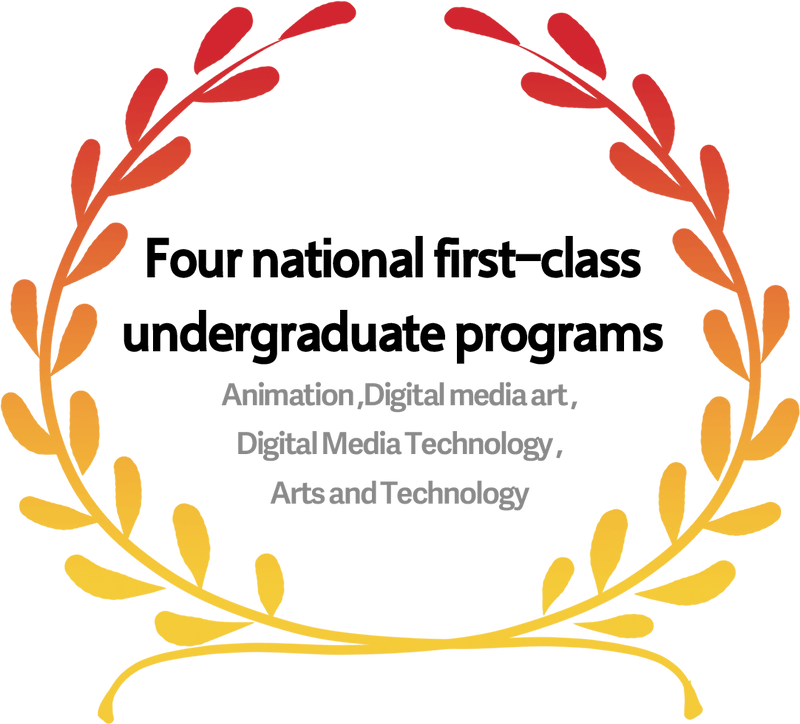 Four national first-class
undergraduate programs
Animation ,Digital media art ,
Digital Media Technology ,
Arts and Technology